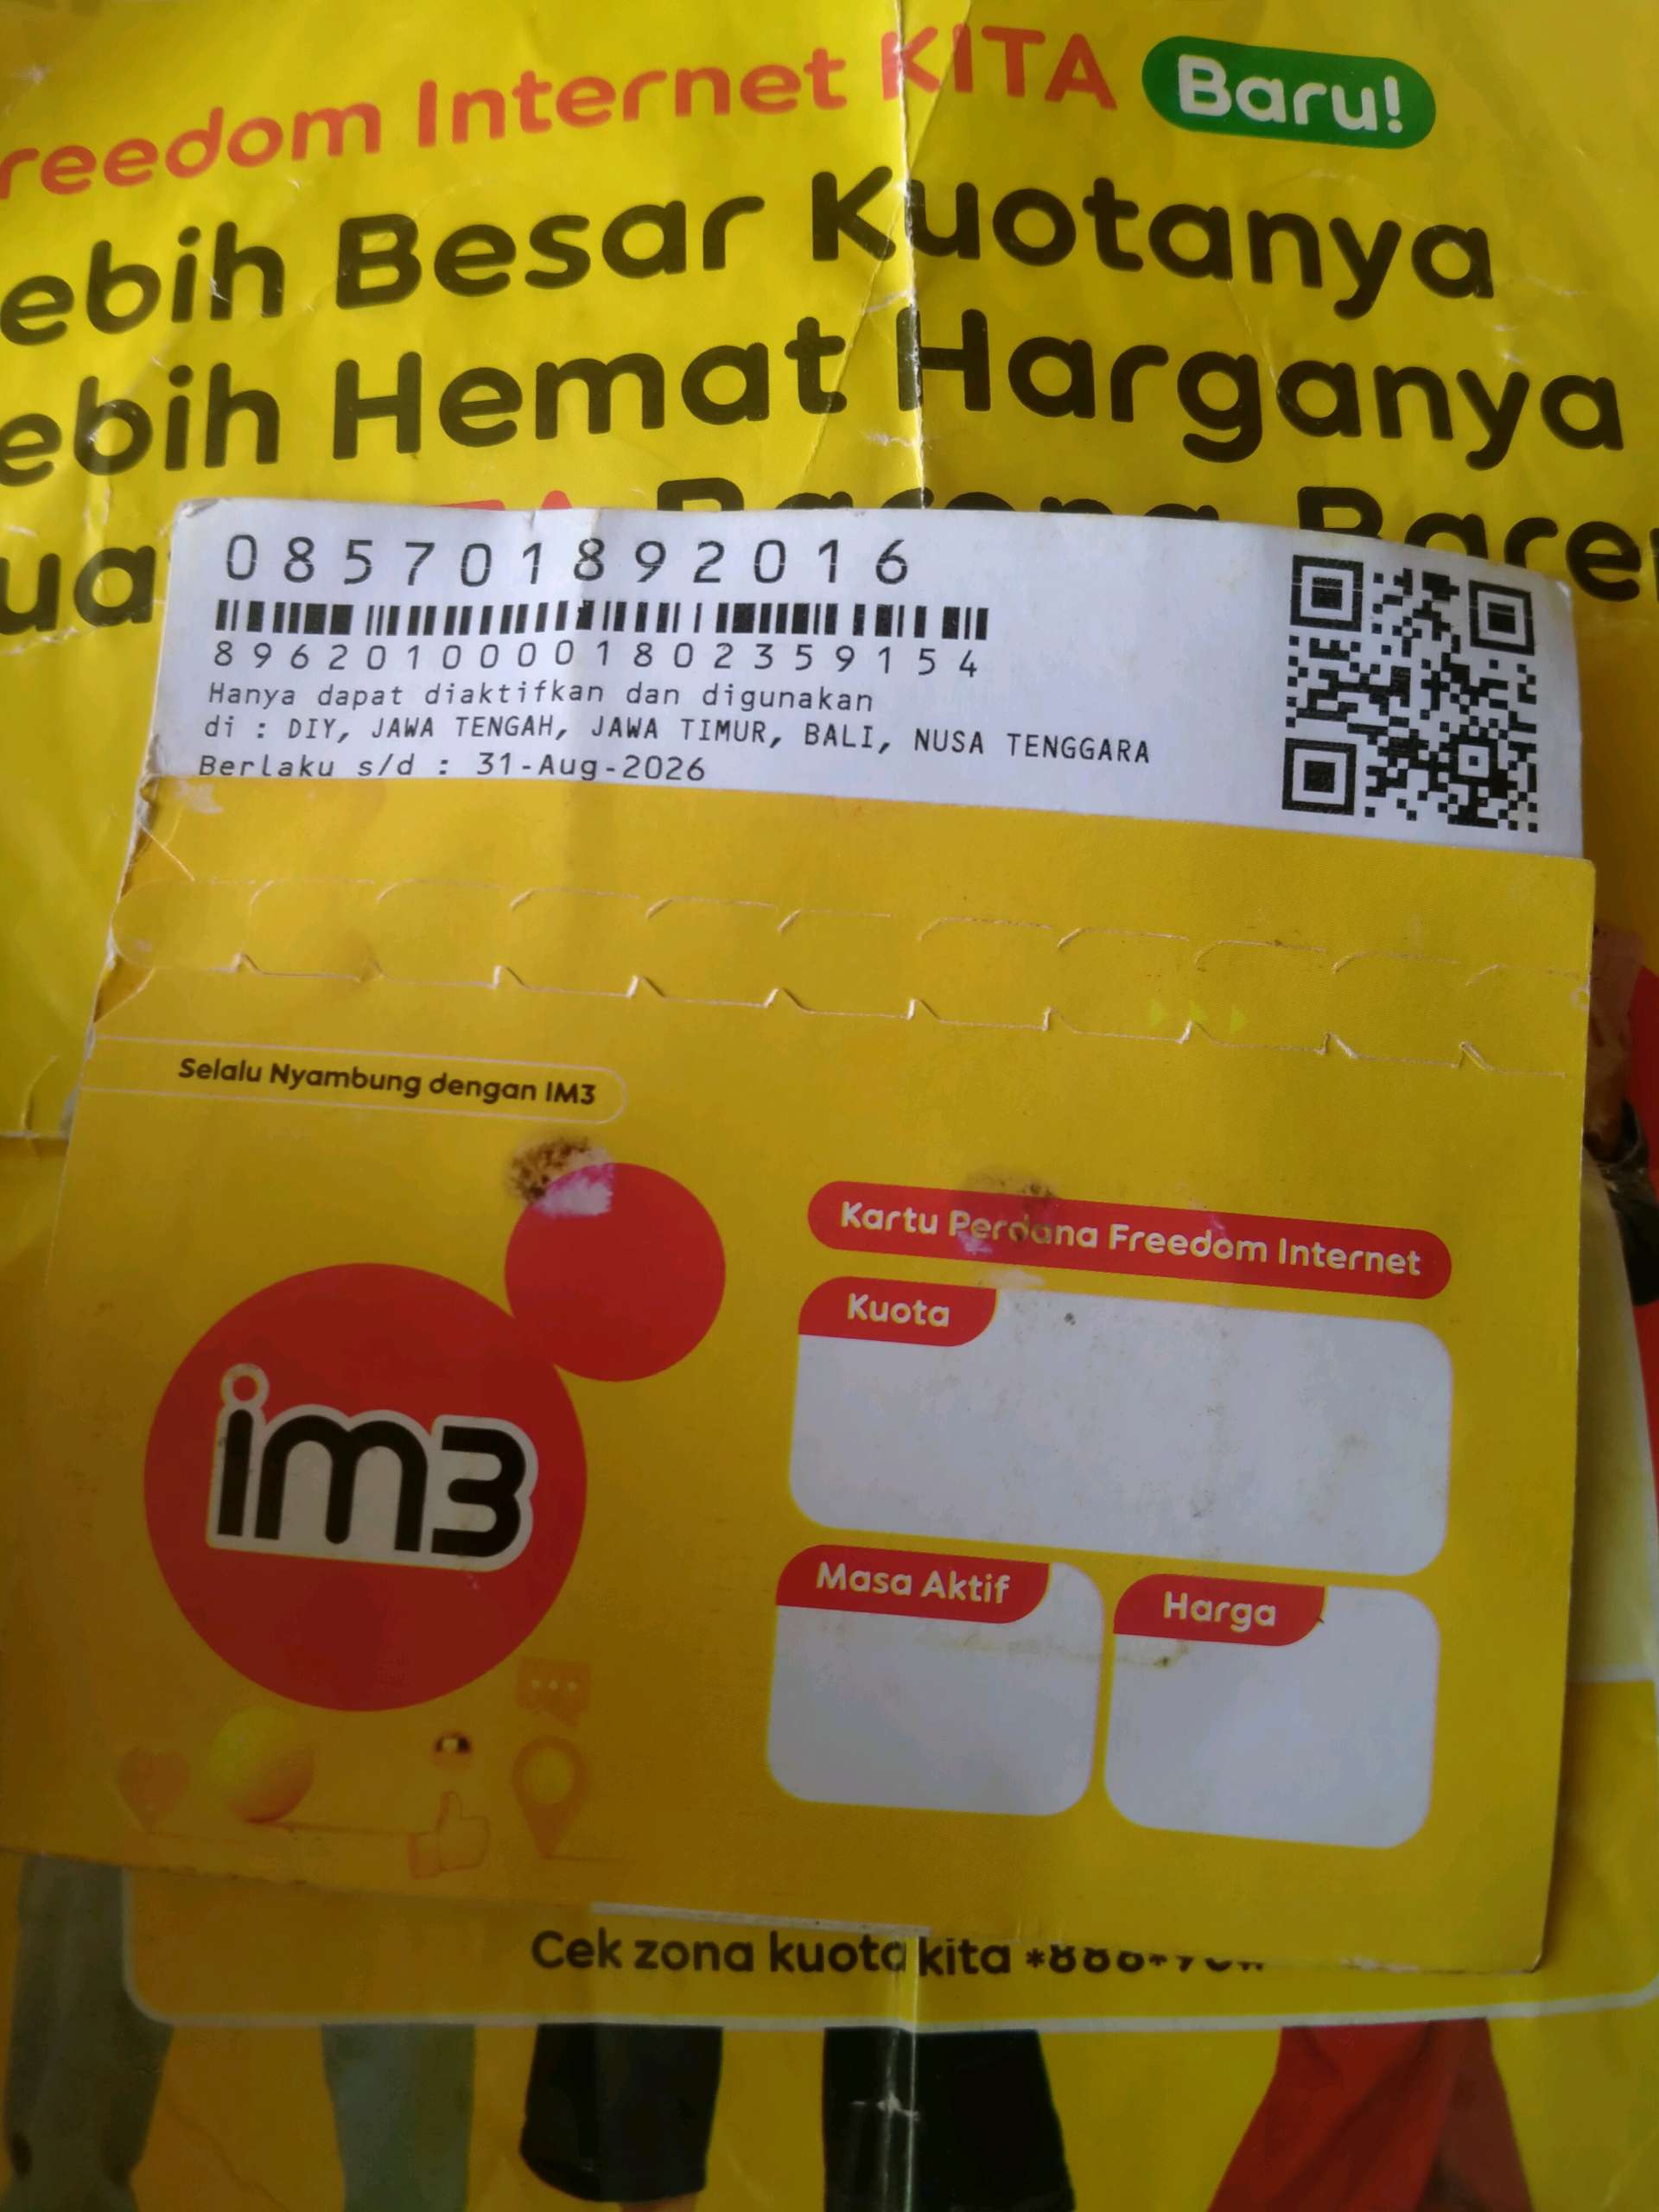 reedom Internet KITA Baru!
ebih Besar Kuotanya
ebih Hemat Harganya
085701892016
89620100001802359154
Hanya dapat diaktifkan dan digunakan
di : DIY, JAWA TENGAH, JAWA TIMUR, BALI, NUSA TENGGARA
Berlaku s/d : 31-Aug-2026
Selalu Nyambung dengan IM3
im3
Kartu Perdana Freedom Internet
Kuota
Masa Aktif
Harga
Cek zona kuota kita